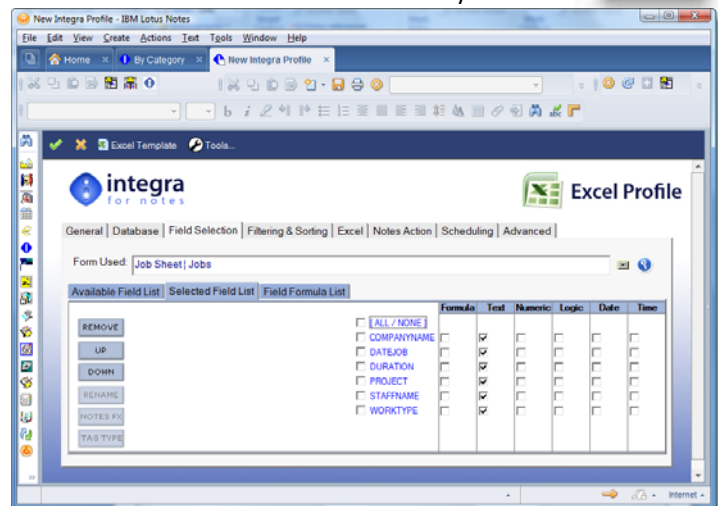 New Integra Profile - IBM Lotus Notes
File Edit View Create Actions Text Tools Window Help
Home By Category New Integra Profile
b i
abc
Excel Template Tools...
integra
for notes
Excel Profile
General Database Field Selection Filtering & Sorting Excel Notes Action Scheduling Advanced
Form Used: Job Sheet| Jobs
Available Field List Selected Field List Field Formula List
Formula Text Numeric Logic Date Time
REMOVE [ALL / NONE]
COMPANYNAME
UP DATEJOB
DOWN DURATION
PROJECT
RENAME STAFFNAME
NOTES FX WORKTYPE
TAG TYPE
Internet